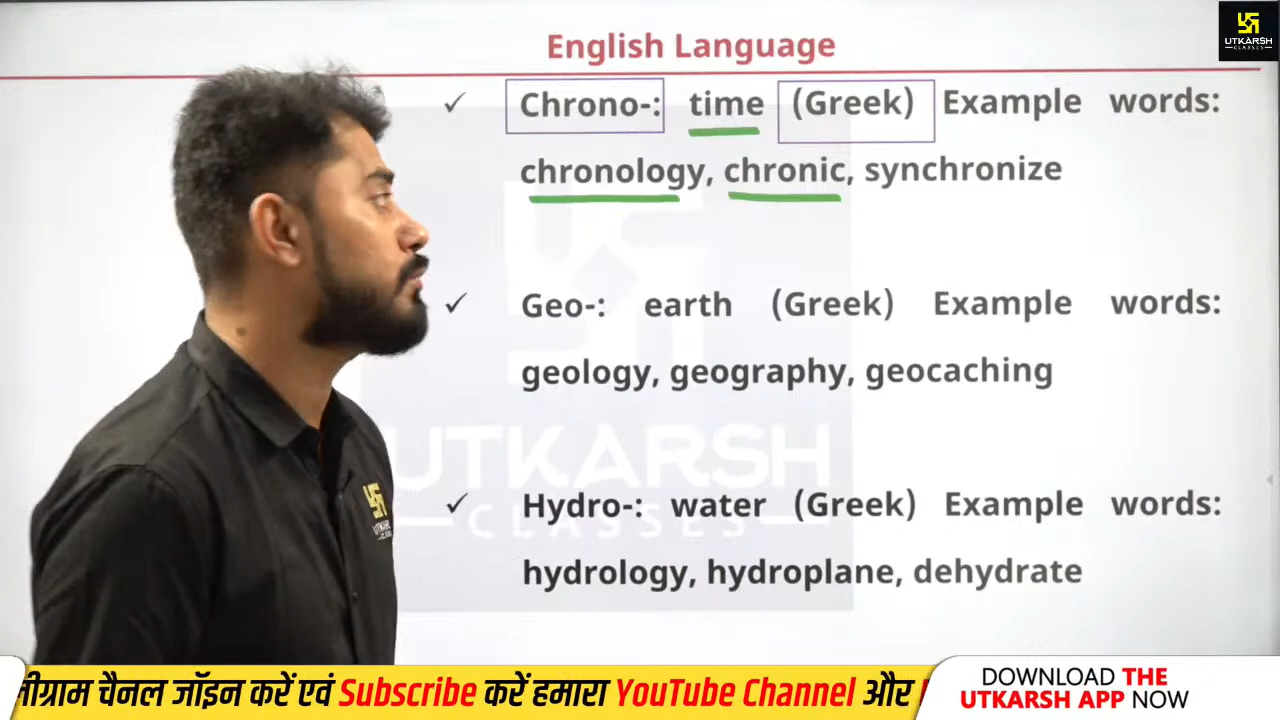 English Language
UTKARSH
CLASSES
✓ Chrono-: time (Greek) Example words:
chronology, chronic, synchronize
✓ Geo-: earth (Greek) Example words:
geology, geography, geocaching
UTKARSH
CLASSES
✓ Hydro-: water (Greek) Example words:
hydrology, hydroplane, dehydrate
चैनल जॉइन करें एवं Subscribe करें हमारा YouTube Channel और
DOWNLOAD THE
UTKARSH APP NOW